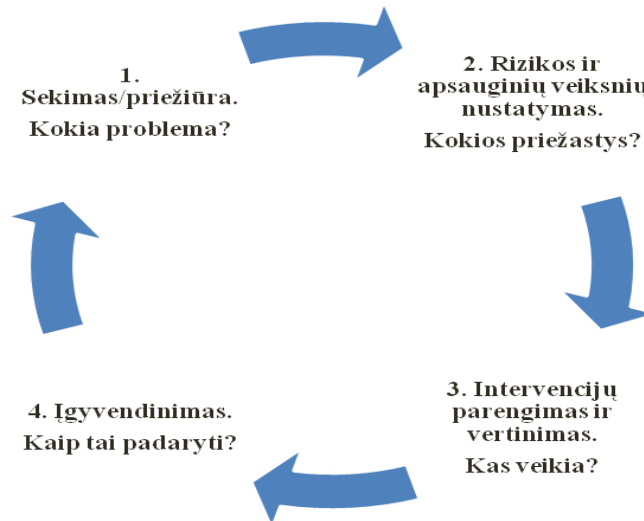 1.
Sekimas/priežiūra.
Kokia problema?
2. Rizikos ir
apsauginių veiksnių
nustatymas.
Kokios priežastys?
3. Intervencijų
parengimas ir
vertinimas.
Kas veikia?
4. Įgyvendinimas.
Kaip tai padaryti?